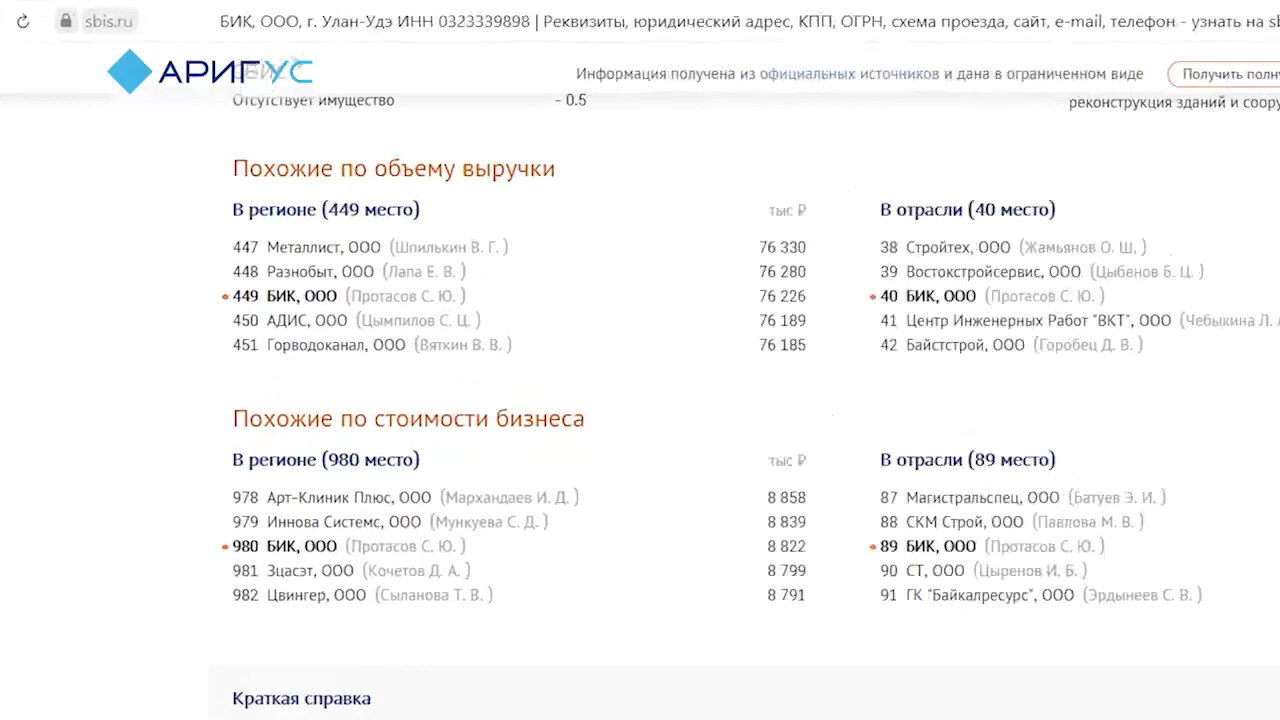 sbis.ru
БИК, ООО, г. Улан-Удэ ИНН 0323339898 | Реквизиты, юридический адрес, КПП, ОГРН, схема проезда, сайт, e-mail, телефон - узнать на sb
АРИГУС
Информация получена из официальных источников и дана в ограниченном виде
Получить полн
Отсутствует имущество - 0.5
реконструкция зданий и соору
Похожие по объему выручки
В регионе (449 место) тыс ₽
447 Металлист, ООО (Шпилькин В. Г. ) 76 330
448 Разнобыт, ООО (Лапа Е. В. ) 76 280
449 БИК, ООО (Протасов С. Ю. ) 76 226
450 АДИС, ООО (Цымпилов С. Ц. ) 76 189
451 Горводоканал, ООО (Вяткин В. В. ) 76 185
В отрасли (40 место)
38 Стройтех, ООО (Жамьянов О. Ш. )
39 Востокстройсервис, ООО (Цыбенов Б. Ц. )
40 БИК, ООО (Протасов С. Ю. )
41 Центр Инженерных Работ "ВКТ", ООО (Чебыкина Л. А
42 Байстстрой, ООО (Горобец Д. В. )
Похожие по стоимости бизнеса
В регионе (980 место) тыс ₽
978 Арт-Клиник Плюс, ООО (Мархандаев И. Д. ) 8 858
979 Иннова Системс, ООО (Мункуева С. Д. ) 8 839
980 БИК, ООО (Протасов С. Ю. ) 8 822
981 Зцасэт, ООО (Кочетов Д. А. ) 8 799
982 Цвингер, ООО (Сыланова Т. В. ) 8 791
В отрасли (89 место)
87 Магистральспец, ООО (Батуев Э. И. )
88 СКМ Строй, ООО (Павлова М. В. )
89 БИК, ООО (Протасов С. Ю. )
90 СТ, ООО (Цыренов И. Б. )
91 ГК "Байкалресурс", ООО (Эрдынеев С. В. )
Краткая справка